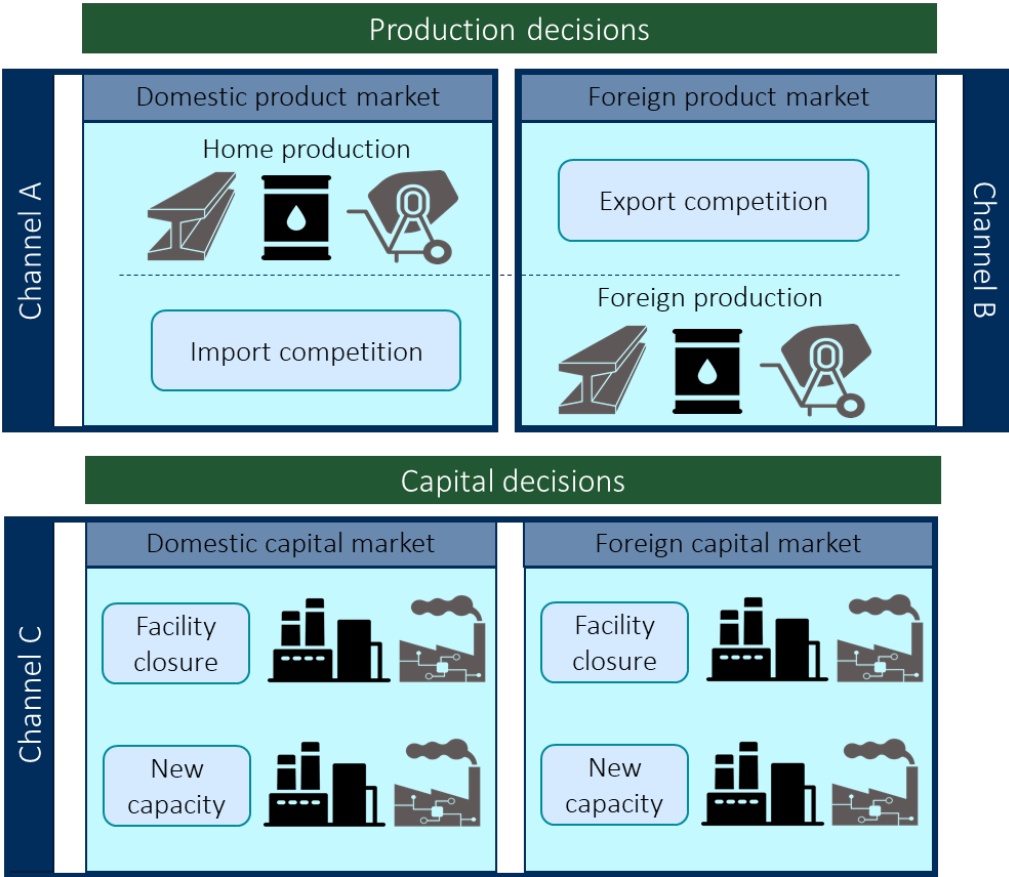 Production decisions
Channel A
Domestic product market
Home production
Import competition
Foreign product market
Export competition
Foreign production
Channel B
Capital decisions
Channel C
Domestic capital market
Facility
closure
New
capacity
Foreign capital market
Facility
closure
New
capacity